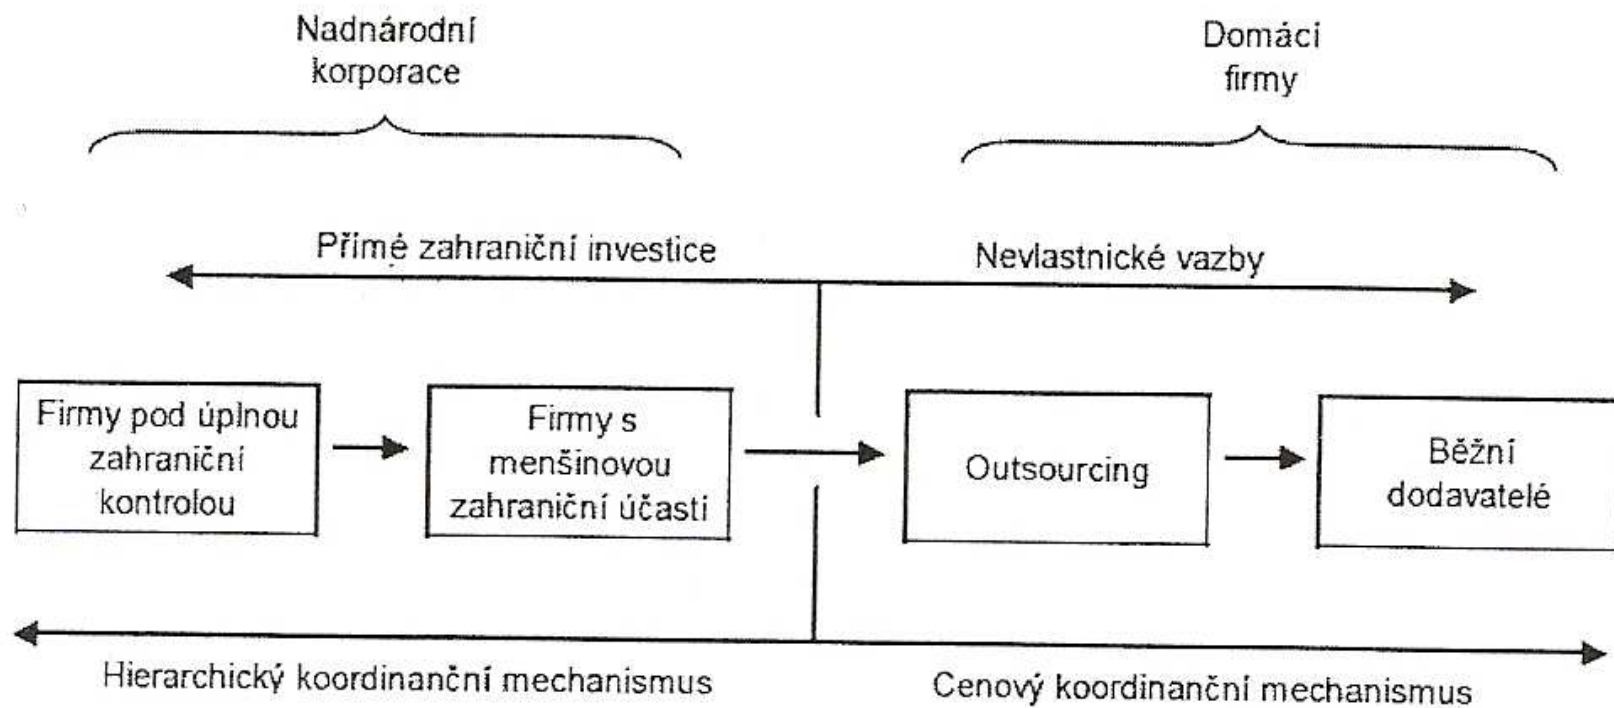 Nadnárodní
korporace
Domácí
firmy
Přímé zahraniční investice
Nevlastnické vazby
Firmy pod úplnou
zahraniční
kontrolou
Firmy s
menšinovou
zahraniční účastí
Outsourcing
Běžní
dodavatelé
Hierarchický koordinanční mechanismus
Cenový koordinanční mechanismus